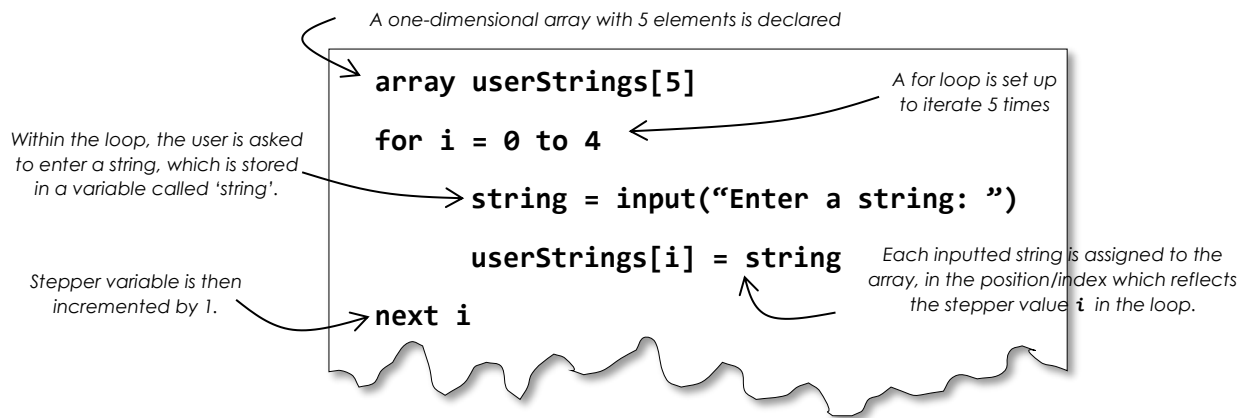 A one-dimensional array with 5 elements is declared
array userStrings[5]
A for loop is set up
to iterate 5 times
for i = 0 to 4
Within the loop, the user is asked
to enter a string, which is stored
in a variable called ‘string’.
string = input(“Enter a string: ”)
userStrings[i] = string
Each inputted string is assigned to the
array, in the position/index which reflects
the stepper value i in the loop.
Stepper variable is then
incremented by 1.
next i